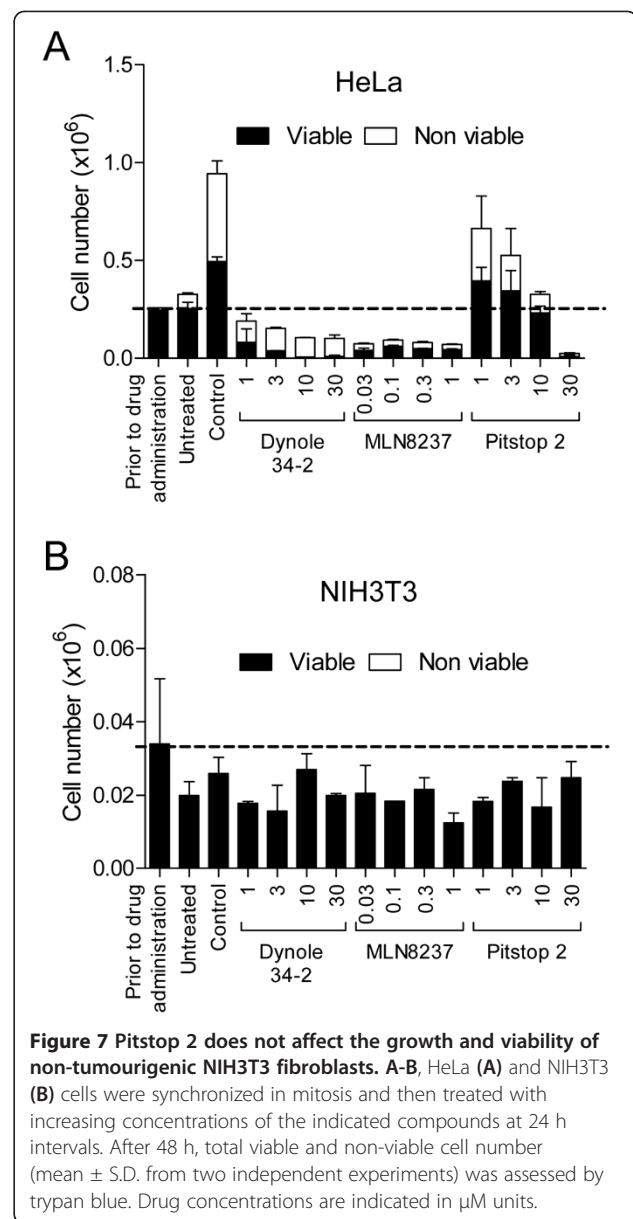 A
HeLa
Viable Non viable
Cell number (x10⁶)
1.5
1.0
0.5
0.0
Prior to drug
administration
Untreated
Control
1 3 10 30
0.03 0.1 0.3 1
1 3 10 30
Dynole
34-2
MLN8237
Pitstop 2
B
NIH3T3
Viable Non viable
Cell number (x10⁶)
0.08
0.06
0.04
0.02
0.00
Prior to drug
administration
Untreated
Control
1 3 10 30
0.03 0.1 0.3 1
1 3 10 30
Dynole
34-2
MLN8237
Pitstop 2
Figure 7 Pitstop 2 does not affect the growth and viability of
non-tumourigenic NIH3T3 fibroblasts. A-B, HeLa (A) and NIH3T3
(B) cells were synchronized in mitosis and then treated with
increasing concentrations of the indicated compounds at 24 h
intervals. After 48 h, total viable and non-viable cell number
(mean ± S.D. from two independent experiments) was assessed by
trypan blue. Drug concentrations are indicated in μM units.